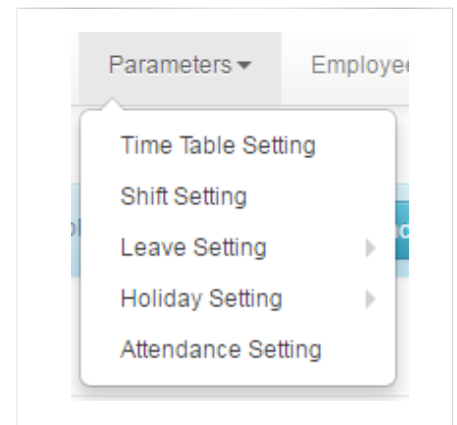 Parameters Employee
Time Table Setting
Shift Setting
Leave Setting
Holiday Setting
Attendance Setting